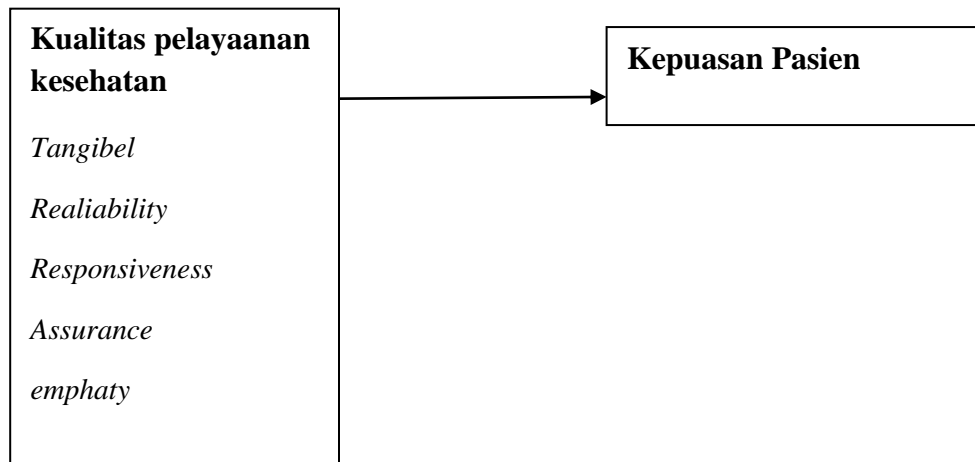 Kualitas pelayaanan
kesehatan
Tangibel
Realiability
Responsiveness
Assurance
emphaty
Kepuasan Pasien